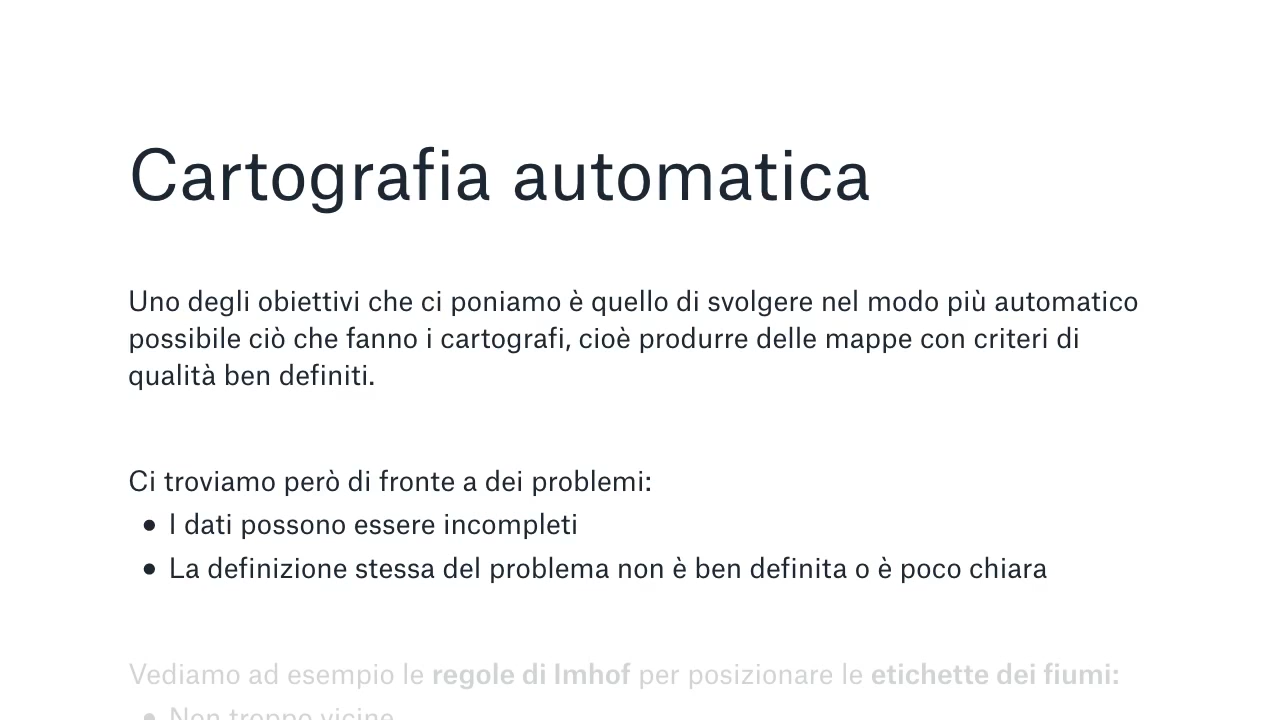 Cartografia automatica
Uno degli obiettivi che ci poniamo è quello di svolgere nel modo più automatico
possibile ciò che fanno i cartografi, cioè produrre delle mappe con criteri di
qualità ben definiti.
Ci troviamo però di fronte a dei problemi:
• I dati possono essere incompleti
• La definizione stessa del problema non è ben definita o è poco chiara
Vediamo ad esempio le regole di Imhof per posizionare le etichette dei fiumi:
• Non troppo vicine